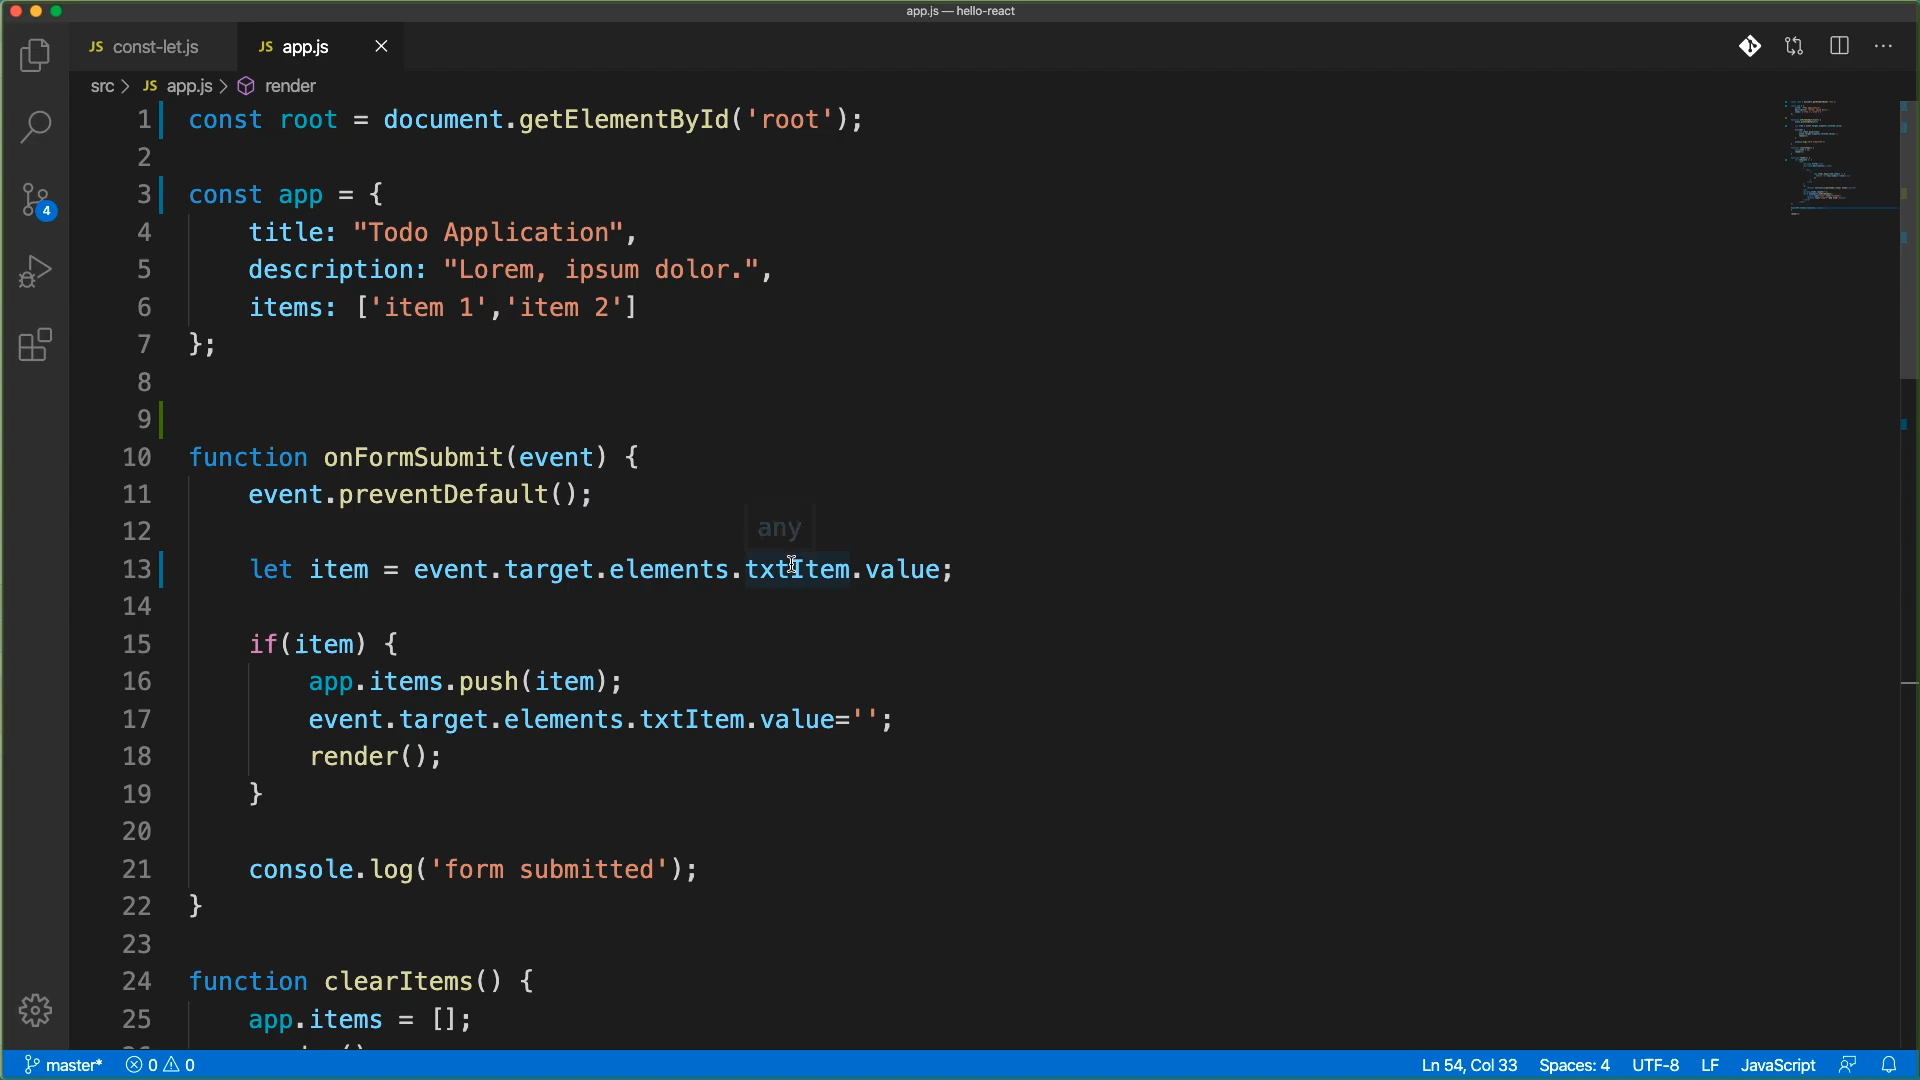 app.js — hello-react
JS const-let.js
JS app.js
src > JS app.js > render
1 const root = document.getElementById('root');
2
3 const app = {
4 title: "Todo Application",
5 description: "Lorem, ipsum dolor.",
6 items: ['item 1','item 2']
7 };
8
9
10 function onFormSubmit(event) {
11 event.preventDefault();
12
any
13 let item = event.target.elements.txtItem.value;
14
15 if(item) {
16 app.items.push(item);
17 event.target.elements.txtItem.value='';
18 render();
19 }
20
21 console.log('form submitted');
22 }
23
24 function clearItems() {
25 app.items = [];
4
master* 0 0 Ln 54, Col 33 Spaces: 4 UTF-8 LF JavaScript